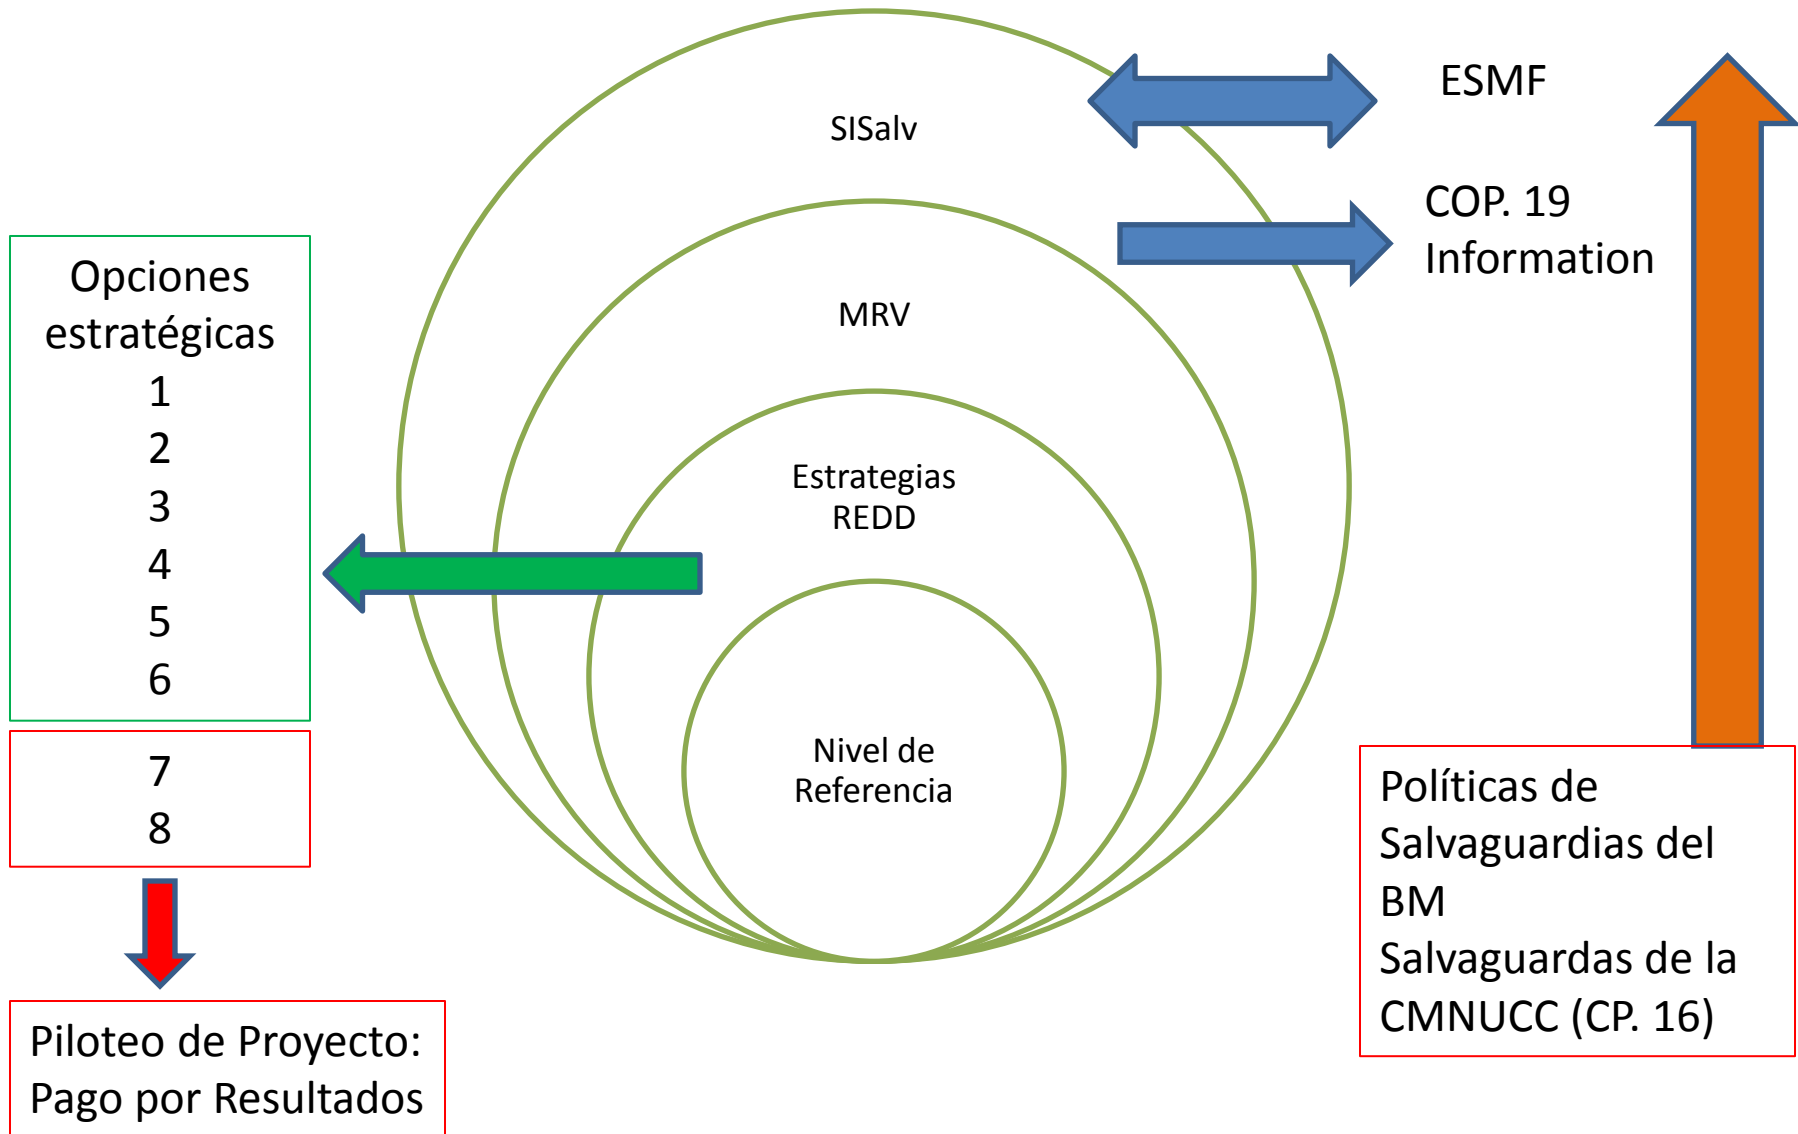 ESMF
SISalv
COP. 19
Information
MRV
Opciones
estratégicas
1
2
3
4
5
6
7
8
Estrategias
REDD
Nivel de
Referencia
Políticas de
Salvaguardias del
BM
Salvaguardas de la
CMNUCC (CP. 16)
Piloteo de Proyecto:
Pago por Resultados